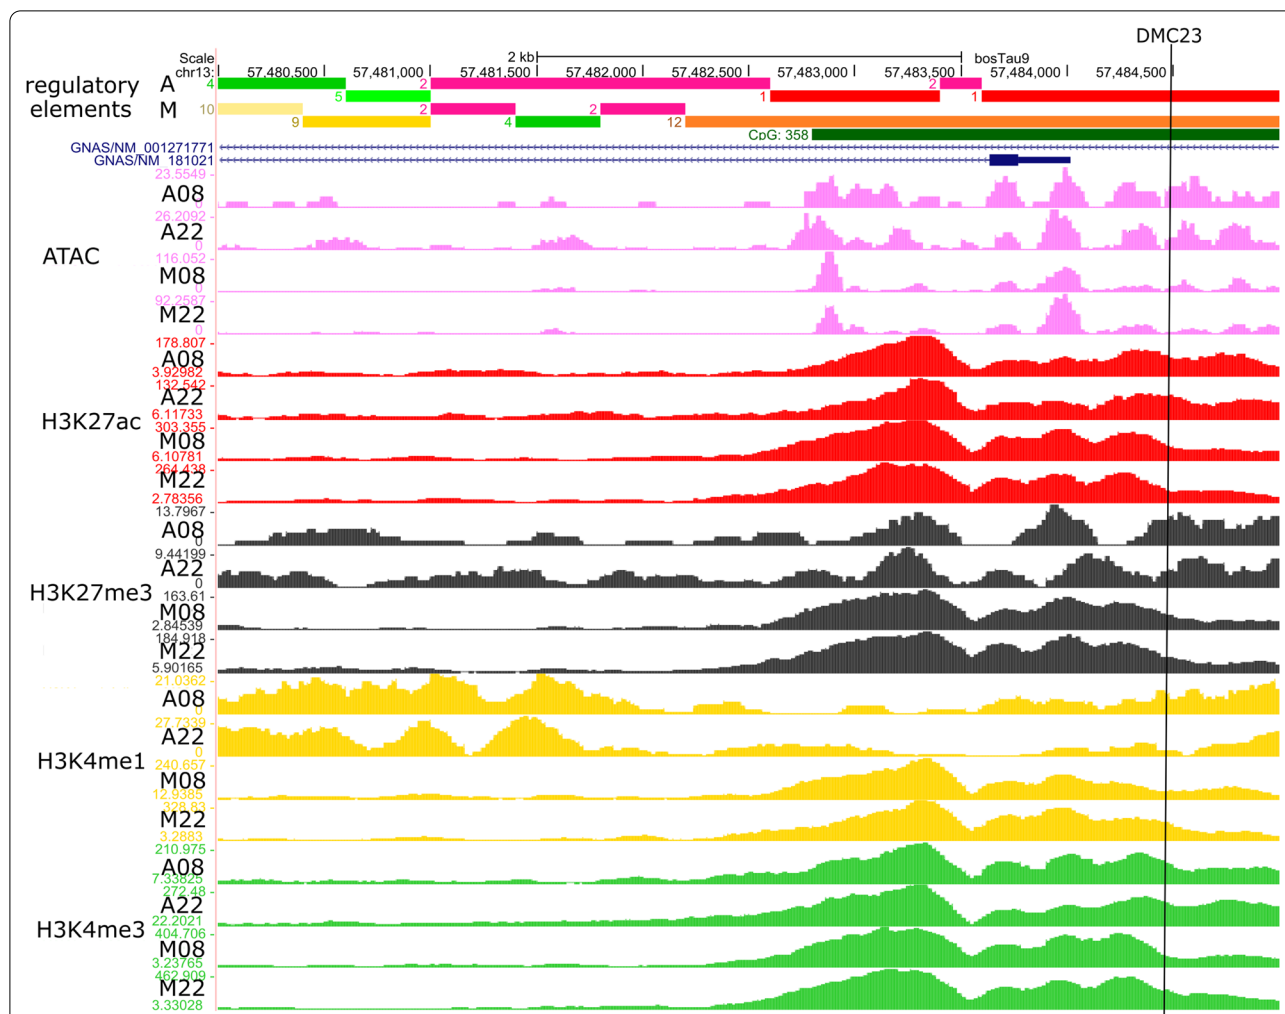 DMC23
Scale 2 kb bosTau9
chr13: 57,480,500 57,481,000 57,481,500 57,482,000 57,482,500 57,483,000 57,483,500 57,484,000 57,484,500
regulatory elements
A 4 2 2
5 1 1
M 10 2 2
9 4 12
CpG: 358
GNAS/NM_001271771
GNAS/NM_181021
ATAC
23.5549
A08
0
26.2092
A22
0
116.052
M08
0
92.2587
M22
0
H3K27ac
178.807
A08
3.92982
132.542
A22
6.11733
303.355
M08
6.10781
264.438
M22
2.78356
H3K27me3
13.7967
A08
0
9.44199
A22
0
163.61
M08
2.84539
184.918
M22
5.90165
H3K4me1
21.0362
A08
0
27.7339
A22
0
240.657
M08
12.9385
328.83
M22
3.2883
H3K4me3
210.975
A08
7.33825
272.48
A22
22.2021
404.706
M08
3.23765
462.909
M22
3.33028